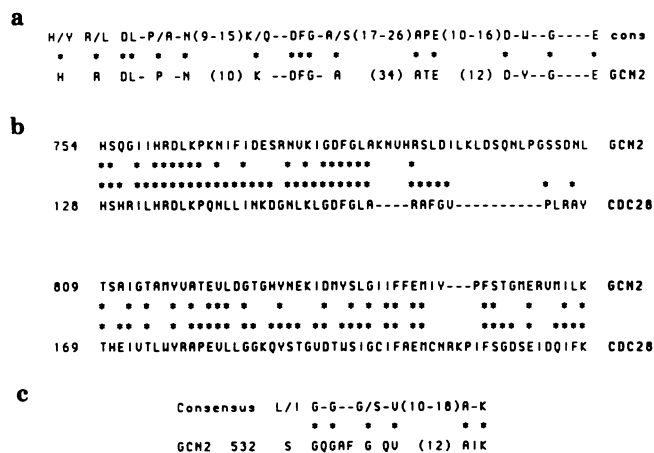 a
H/Y R/L DL-P/A-N(9-15)K/Q--DFG-A/S(17-26)APE(10-16)D-W--G----E cons
* * ** * * * *** * * * * * *
H R DL- P -N (10) K --DFG- A (34) ATE (12) D-Y--G----E GCN2
b
754 HSQGIIHRDLKPKNIFIDESRNVKIGDFGLAKNVHRSLDILKLDSQNLPGSSDNL GCN2
** * ****** * * * * ****** *
*** **************** ********* ***** * *
128 HSHRILHRDLKPQNLLINKDGNLKLGDFGLA----RAFGV----------PLRAY CDC28
809 TSAIGTAMYVATEVLDGTGHYNEKIDMYSLGIIFFEMIY---PFSTGMERVMILK GCN2
169 THEIVTLWYRAPEVLLGGKQYSTGVDTWSIGCIFAEMCNRKPIFSGDSEIDQIFK CDC28
c
Consensus L/I G-G--G/S-V(10-18)A-K
* * * * * *
GCN2 532 S GQGAF G QV (12) AIK